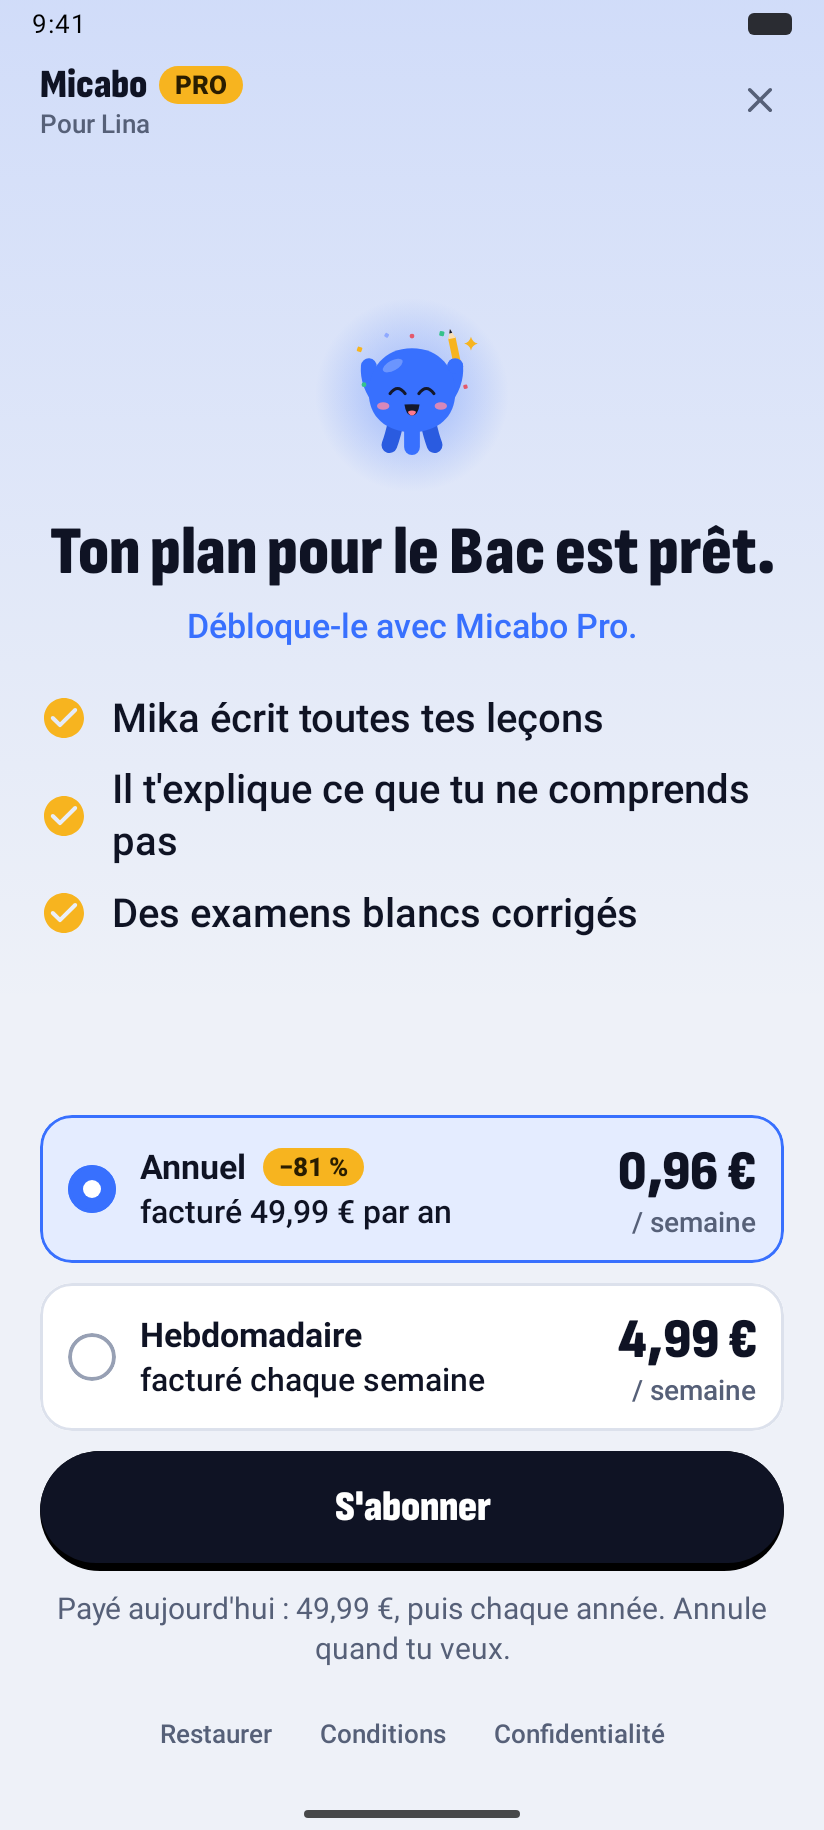 9:41
Micabo PRO
Pour Lina
Ton plan pour le Bac est prêt.
Débloque-le avec Micabo Pro.
Mika écrit toutes tes leçons
Il t'explique ce que tu ne comprends
pas
Des examens blancs corrigés
Annuel −81 %
facturé 49,99 € par an
0,96 €
/ semaine
Hebdomadaire
facturé chaque semaine
4,99 €
/ semaine
S'abonner
Payé aujourd'hui : 49,99 €, puis chaque année. Annule
quand tu veux.
Restaurer Conditions Confidentialité